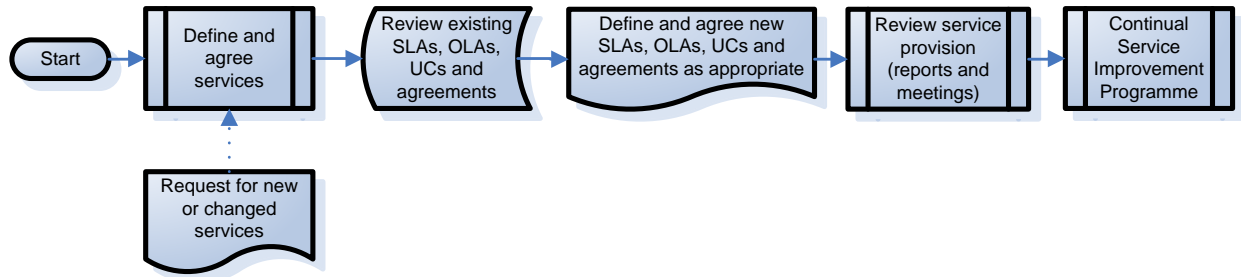 Start
Define and
agree
services
Review existing
SLAs, OLAs,
UCs and
agreements
Define and agree new
SLAs, OLAs, UCs and
agreements as appropriate
Review service
provision
(reports and
meetings)
Continual
Service
Improvement
Programme
Request for new
or changed
services